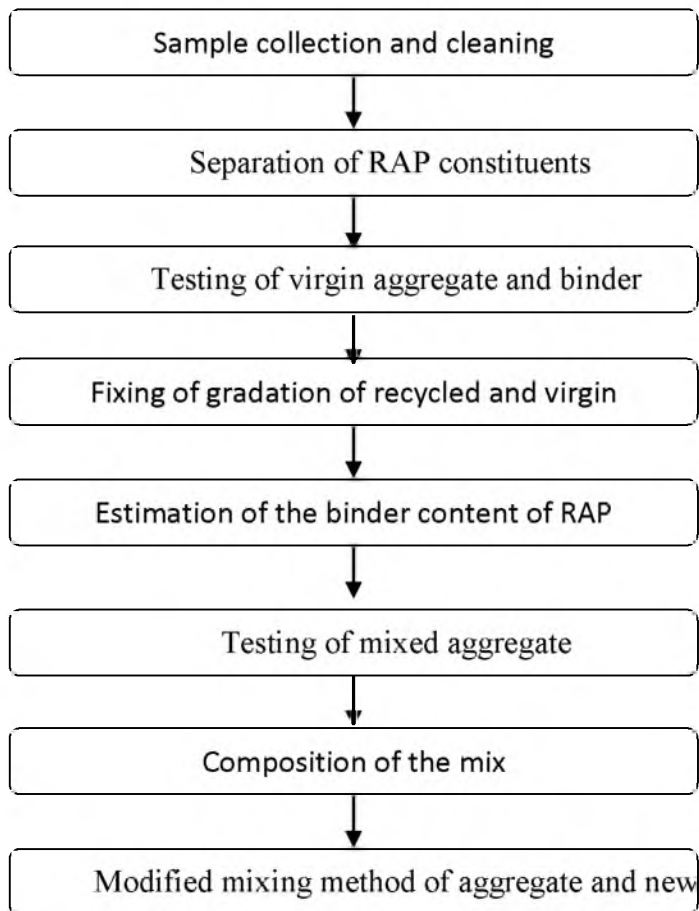 Sample collection and cleaning
Separation of RAP constituents
Testing of virgin aggregate and binder
Fixing of gradation of recycled and virgin
Estimation of the binder content of RAP
Testing of mixed aggregate
Composition of the mix
Modified mixing method of aggregate and new